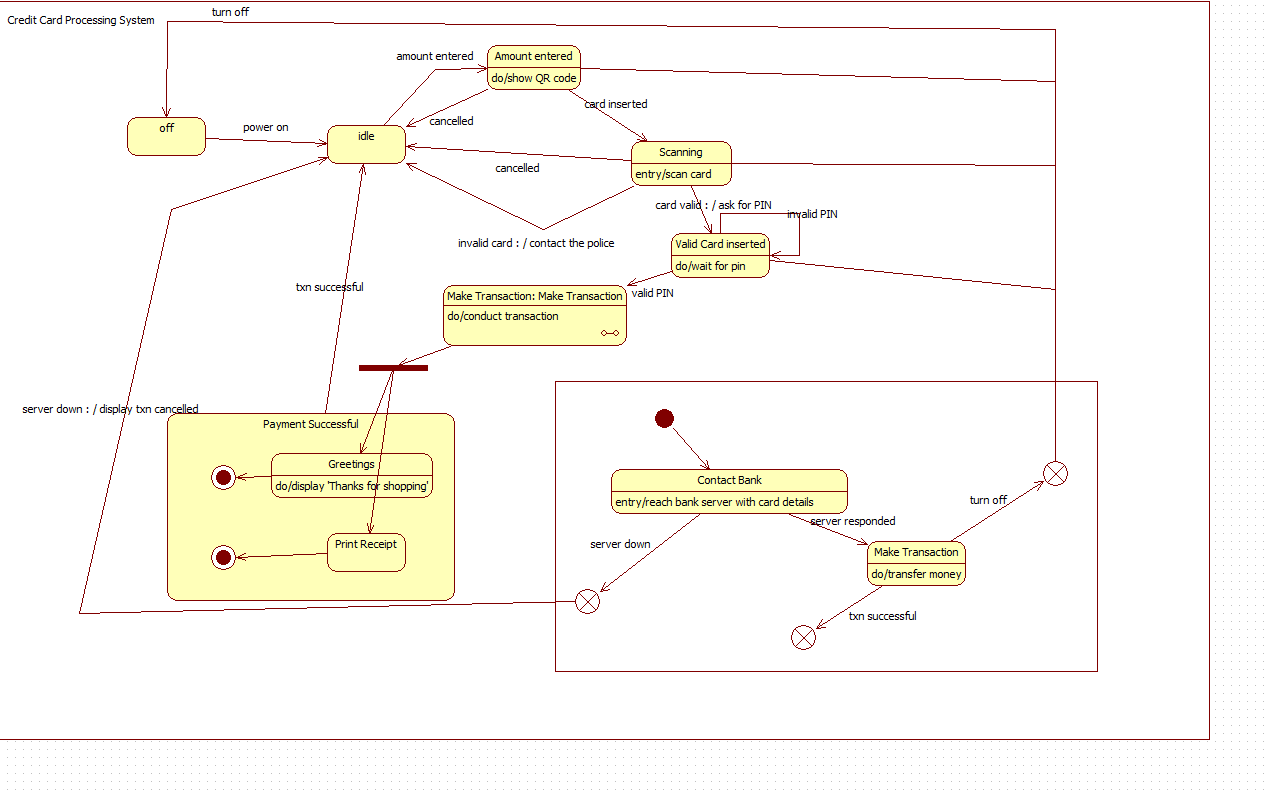 turn off
Credit Card Processing System
amount entered
Amount entered
do/show QR code
card inserted
cancelled
off
power on
idle
Scanning
entry/scan card
cancelled
card valid : / ask for PIN
invalid PIN
invalid card : / contact the police
Valid Card inserted
do/wait for pin
txn successful
valid PIN
Make Transaction: Make Transaction
do/conduct transaction
server down : / display txn cancelled
Payment Successful
Greetings
do/display 'Thanks for shopping'
Print Receipt
Contact Bank
entry/reach bank server with card details
turn off
server responded
server down
Make Transaction
do/transfer money
txn successful